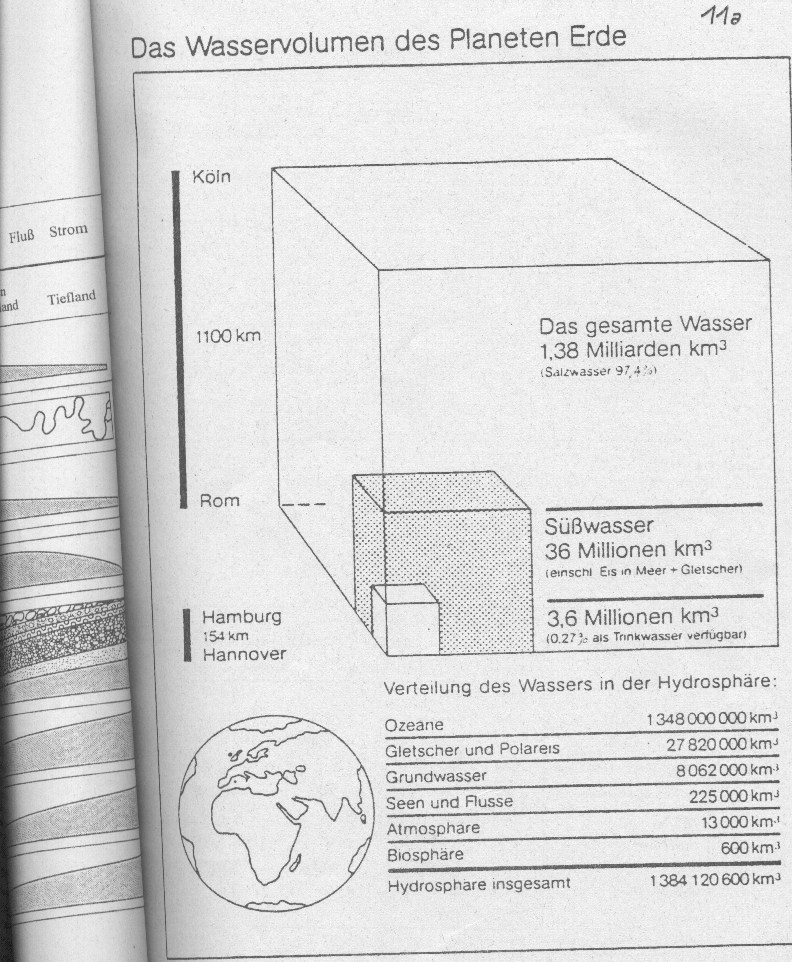 11a
Das Wasservolumen des Planeten Erde
Fluß Strom
Tiefland
Köln
1100 km
Rom
Das gesamte Wasser
1,38 Milliarden km³
(Salzwasser 97,4%)
Süßwasser
36 Millionen km³
(einschl. Eis in Meer + Gletscher)
3,6 Millionen km³
(0,27% als Trinkwasser verfügbar)
Hamburg
154 km
Hannover
Verteilung des Wassers in der Hydrosphäre:
Ozeane 1 348 000 000 km³
Gletscher und Polareis 27 820 000 km³
Grundwasser 8 062 000 km³
Seen und Flüsse 225 000 km³
Atmosphäre 13 000 km³
Biosphäre 600 km³
Hydrosphäre insgesamt 1 384 120 600 km³